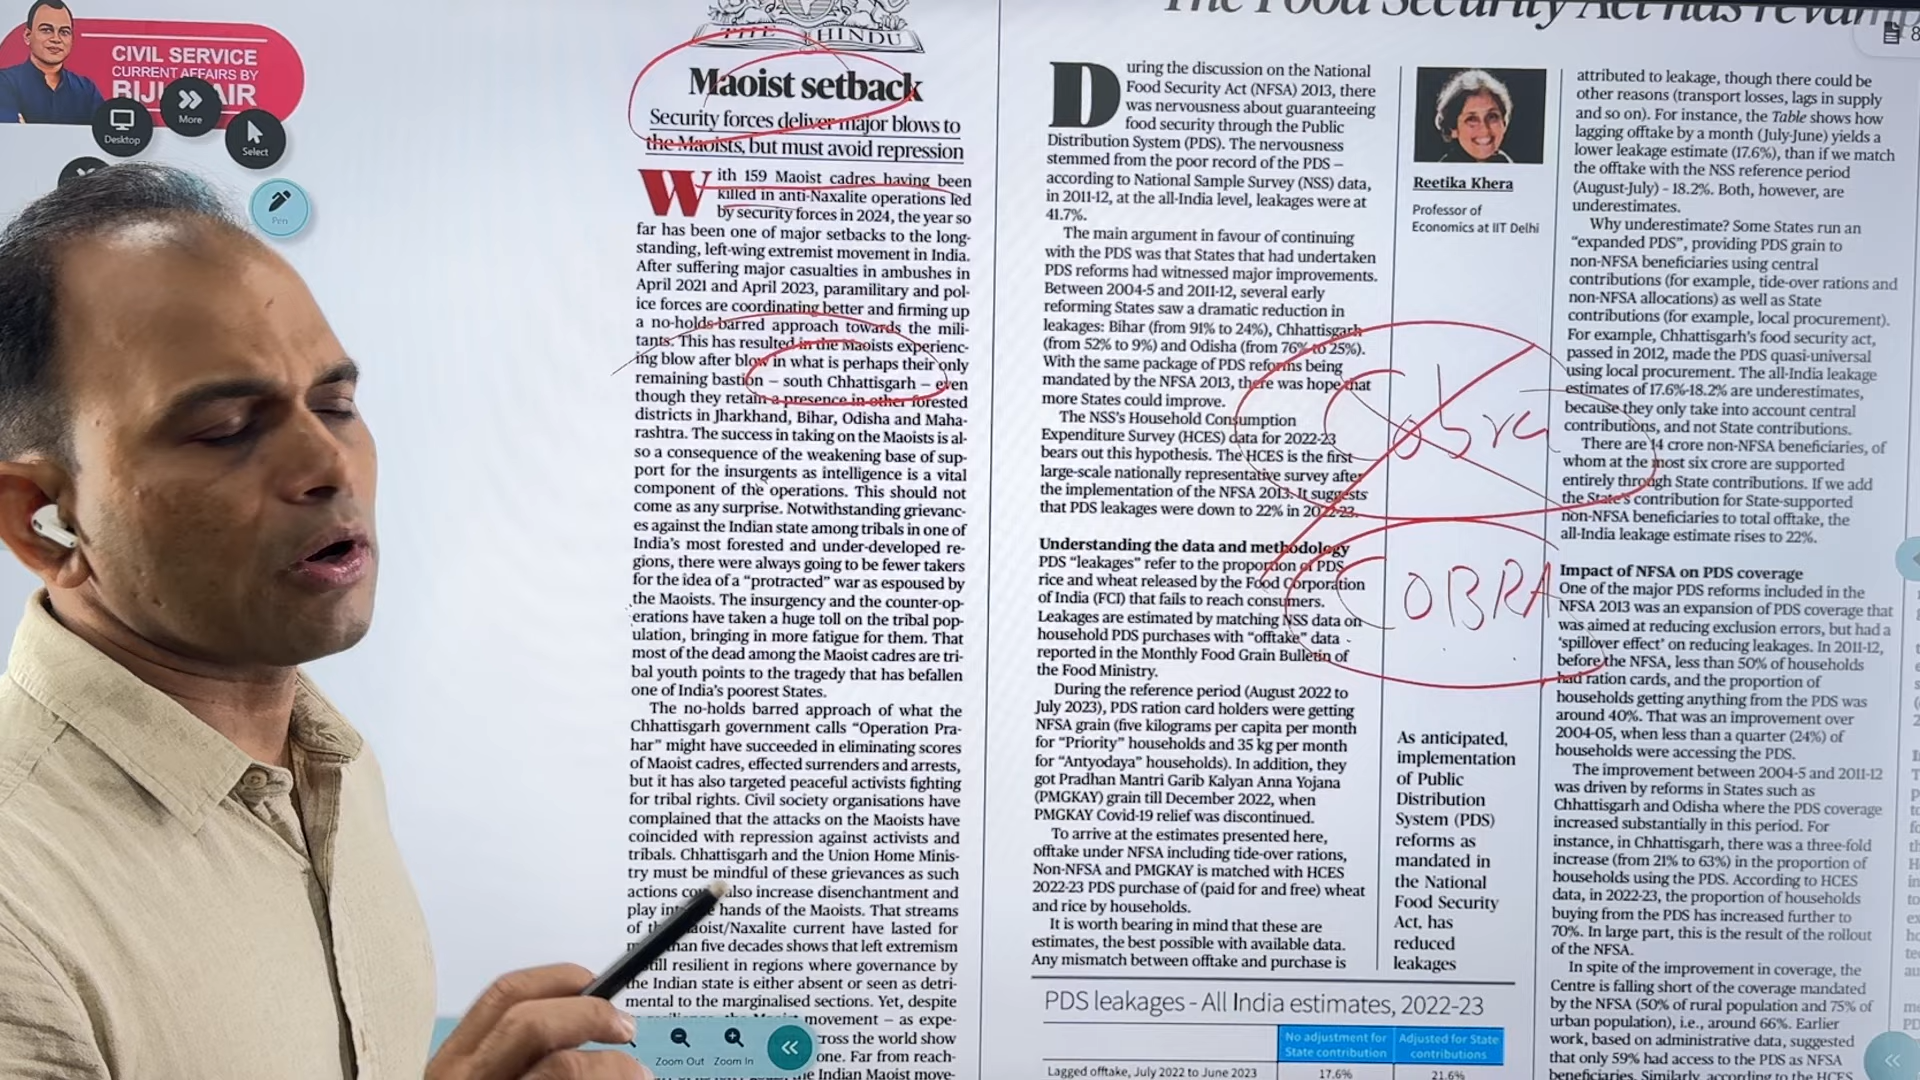 CIVIL SERVICE
CURRENT AFFAIRS BY
Desktop
More
Select
Pen
THE HINDU
Maoist setback
Security forces deliver major blows to
the Maoists, but must avoid repression
With 159 Maoist cadres having been
killed in anti-Naxalite operations led
by security forces in 2024, the year so
far has been one of major setbacks to the long-
standing, left-wing extremist movement in India.
After suffering major casualties in ambushes in
April 2021 and April 2023, paramilitary and pol-
ice forces are coordinating better and firming up
a no-holds-barred approach towards the mili-
tants. This has resulted in the Maoists experienc-
ing blow after blow in what is perhaps their only
remaining bastion – south Chhattisgarh – even
though they retain a presence in other forested
districts in Jharkhand, Bihar, Odisha and Maha-
rashtra. The success in taking on the Maoists is al-
so a consequence of the weakening base of sup-
port for the insurgents as intelligence is a vital
component of the operations. This should not
come as any surprise. Notwithstanding grievanc-
es against the Indian state among tribals in one of
India's most forested and under-developed re-
gions, there were always going to be fewer takers
for the idea of a “protracted” war as espoused by
the Maoists. The insurgency and the counter-op-
erations have taken a huge toll on the tribal pop-
ulation, bringing in more fatigue for them. That
most of the dead among the Maoist cadres are tri-
bal youth points to the tragedy that has befallen
one of India's poorest States.
The no-holds barred approach of what the
Chhattisgarh government calls “Operation Pra-
har” might have succeeded in eliminating scores
of Maoist cadres, effected surrenders and arrests,
but it has also targeted peaceful activists fighting
for tribal rights. Civil society organisations have
complained that the attacks on the Maoists have
coincided with repression against activists and
tribals. Chhattisgarh and the Union Home Minis-
try must be mindful of these grievances as such
actions also increase disenchantment and
play hands of the Maoists. That streams
of Maoist/Naxalite current have lasted for
than five decades shows that left extremism
still resilient in regions where governance by
the Indian state is either absent or seen as detri-
mental to the marginalised sections. Yet, despite
movement – as expe-
cross the world show
one. Far from reach-
the Indian Maoist move-
Zoom Out
Zoom In
The Food Security Act has revamp
During the discussion on the National
Food Security Act (NFSA) 2013, there
was nervousness about guaranteeing
food security through the Public
Distribution System (PDS). The nervousness
stemmed from the poor record of the PDS –
according to National Sample Survey (NSS) data,
in 2011-12, at the all-India level, leakages were at
41.7%.
The main argument in favour of continuing
with the PDS was that States that had undertaken
PDS reforms had witnessed major improvements.
Between 2004-5 and 2011-12, several early
reforming States saw a dramatic reduction in
leakages: Bihar (from 91% to 24%), Chhattisgarh
(from 52% to 9%) and Odisha (from 76% to 25%).
With the same package of PDS reforms being
mandated by the NFSA 2013, there was hope that
more States could improve.
The NSS's Household Consumption
Expenditure Survey (HCES) data for 2022-23
bears out this hypothesis. The HCES is the first
large-scale nationally representative survey after
the implementation of the NFSA 2013. It suggests
that PDS leakages were down to 22% in 2022-23.
Understanding the data and methodology
PDS “leakages” refer to the proportion of PDS
rice and wheat released by the Food Corporation
of India (FCI) that fails to reach consumers.
Leakages are estimated by matching NSS data on
household PDS purchases with “offtake” data
reported in the Monthly Food Grain Bulletin of
the Food Ministry.
During the reference period (August 2022 to
July 2023), PDS ration card holders were getting
NFSA grain (five kilograms per capita per month
for “Priority” households and 35 kg per month
for “Antyodaya” households). In addition, they
got Pradhan Mantri Garib Kalyan Anna Yojana
(PMGKAY) grain till December 2022, when
PMGKAY Covid-19 relief was discontinued.
To arrive at the estimates presented here,
offtake under NFSA including tide-over rations,
Non-NFSA and PMGKAY is matched with HCES
2022-23 PDS purchase of (paid for and free) wheat
and rice by households.
It is worth bearing in mind that these are
estimates, the best possible with available data.
Any mismatch between offtake and purchase is
Reetika Khera
Professor of
Economics at IIT Delhi
Cobra
COBRA
As anticipated,
implementation
of Public
Distribution
System (PDS)
reforms as
mandated in
the National
Food Security
Act, has
reduced
leakages
PDS leakages - All India estimates, 2022-23
No adjustment for State contribution
Adjusted for State contributions
Lagged offtake, July 2022 to June 2023 17.6% 21.6%
attributed to leakage, though there could be
other reasons (transport losses, lags in supply
and so on). For instance, the Table shows how
lagging offtake by a month (July-June) yields a
lower leakage estimate (17.6%), than if we match
the offtake with the NSS reference period
(August-July) - 18.2%. Both, however, are
underestimates.
Why underestimate? Some States run an
“expanded PDS”, providing PDS grain to
non-NFSA beneficiaries using central
contributions (for example, tide-over rations and
non-NFSA allocations) as well as State
contributions (for example, local procurement).
For example, Chhattisgarh's food security act,
passed in 2012, made the PDS quasi-universal
using local procurement. The all-India leakage
estimates of 17.6%-18.2% are underestimates,
because they only take into account central
contributions, and not State contributions.
There are 14 crore non-NFSA beneficiaries, of
whom at the most six crore are supported
entirely through State contributions. If we add
the State's contribution for State-supported
non-NFSA beneficiaries to total offtake, the
all-India leakage estimate rises to 22%.
Impact of NFSA on PDS coverage
One of the major PDS reforms included in the
NFSA 2013 was an expansion of PDS coverage that
was aimed at reducing exclusion errors, but had a
‘spillover effect’ on reducing leakages. In 2011-12,
before the NFSA, less than 50% of households
had ration cards, and the proportion of
households getting anything from the PDS was
around 40%. That was an improvement over
2004-05, when less than a quarter (24%) of
households were accessing the PDS.
The improvement between 2004-5 and 2011-12
was driven by reforms in States such as
Chhattisgarh and Odisha where the PDS coverage
increased substantially in this period. For
instance, in Chhattisgarh, there was a three-fold
increase (from 21% to 63%) in the proportion of
households using the PDS. According to HCES
data, in 2022-23, the proportion of households
buying from the PDS has increased further to
70%. In large part, this is the result of the rollout
of the NFSA.
In spite of the improvement in coverage, the
Centre is falling short of the coverage mandated
by the NFSA (50% of rural population and 75% of
urban population), i.e., around 66%. Earlier
work, based on administrative data, suggested
that only 59% had access to the PDS as NFSA
beneficiaries. Similarly, according to the HCES